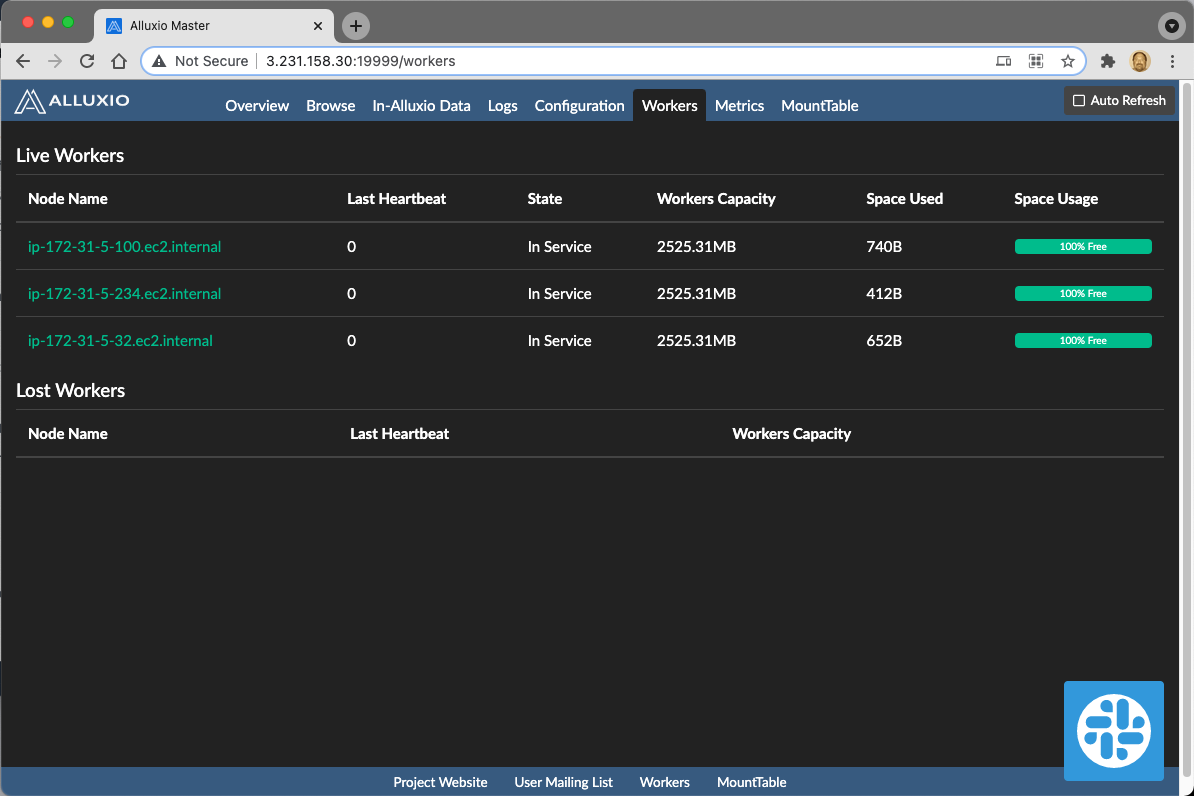 Alluxio Master
Not Secure 3.231.158.30:19999/workers
ALLUXIO Overview Browse In-Alluxio Data Logs Configuration Workers Metrics MountTable Auto Refresh
Live Workers
Node Name Last Heartbeat State Workers Capacity Space Used Space Usage
ip-172-31-5-100.ec2.internal 0 In Service 2525.31MB 740B 100% Free
ip-172-31-5-234.ec2.internal 0 In Service 2525.31MB 412B 100% Free
ip-172-31-5-32.ec2.internal 0 In Service 2525.31MB 652B 100% Free
Lost Workers
Node Name Last Heartbeat Workers Capacity
Project Website User Mailing List Workers MountTable